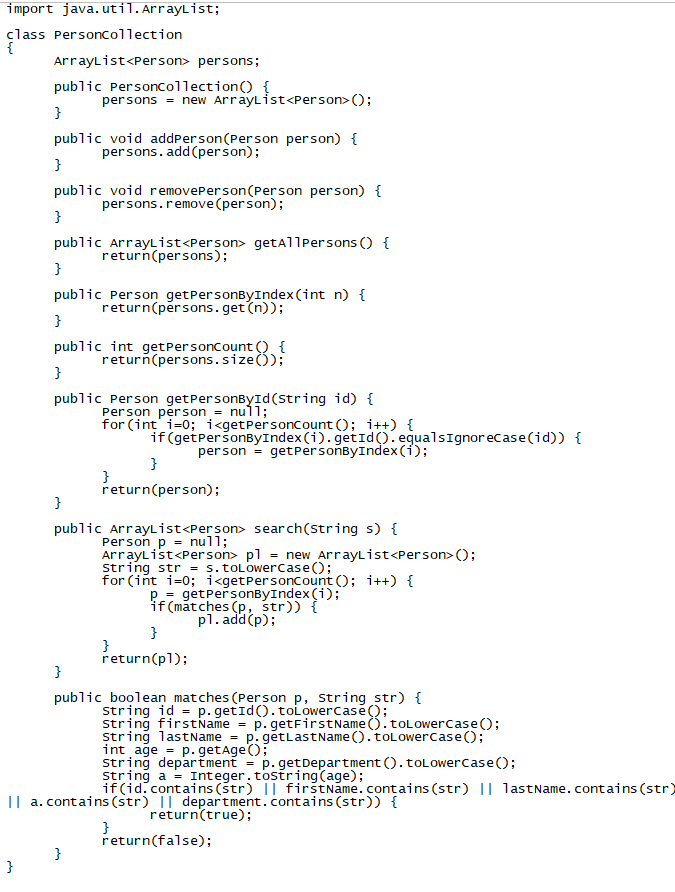 import java.util.ArrayList;
class PersonCollection
{
ArrayList<Person> persons;
public PersonCollection() {
persons = new ArrayList<Person>();
}
public void addPerson(Person person) {
persons.add(person);
}
public void removePerson(Person person) {
persons.remove(person);
}
public ArrayList<Person> getAllPersons() {
return(persons);
}
public Person getPersonByIndex(int n) {
return(persons.get(n));
}
public int getPersonCount() {
return(persons.size());
}
public Person getPersonById(String id) {
Person person = null;
for(int i=0; i<getPersonCount(); i++) {
if(getPersonByIndex(i).getId().equalsIgnoreCase(id)) {
person = getPersonByIndex(i);
}
}
return(person);
}
public ArrayList<Person> search(String s) {
Person p = null;
ArrayList<Person> pl = new ArrayList<Person>();
String str = s.toLowerCase();
for(int i=0; i<getPersonCount(); i++) {
p = getPersonByIndex(i);
if(matches(p, str)) {
pl.add(p);
}
}
return(pl);
}
public boolean matches(Person p, String str) {
String id = p.getId().toLowerCase();
String firstName = p.getFirstName().toLowerCase();
String lastName = p.getLastName().toLowerCase();
int age = p.getAge();
String department = p.getDepartment().toLowerCase();
String a = Integer.toString(age);
if(id.contains(str) || firstName.contains(str) || lastName.contains(str)
|| a.contains(str) || department.contains(str)) {
return(true);
}
return(false);
}
}